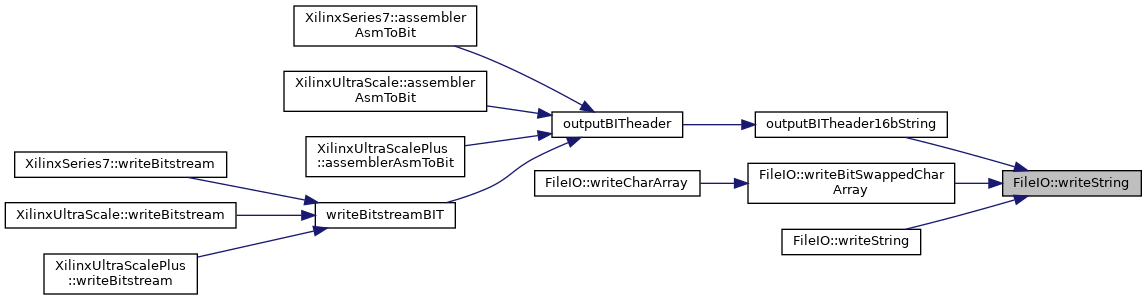 XilinxSeries7::assembler
AsmToBit
XilinxUltraScale::assembler
AsmToBit
outputBITheader
outputBITheader16bString
XilinxUltraScalePlus
::assemblerAsmToBit
XilinxSeries7::writeBitstream
FileIO::writeCharArray
FileIO::writeBitSwappedChar
Array
FileIO::writeString
XilinxUltraScale::writeBitstream
writeBitstreamBIT
FileIO::writeString
XilinxUltraScalePlus
::writeBitstream